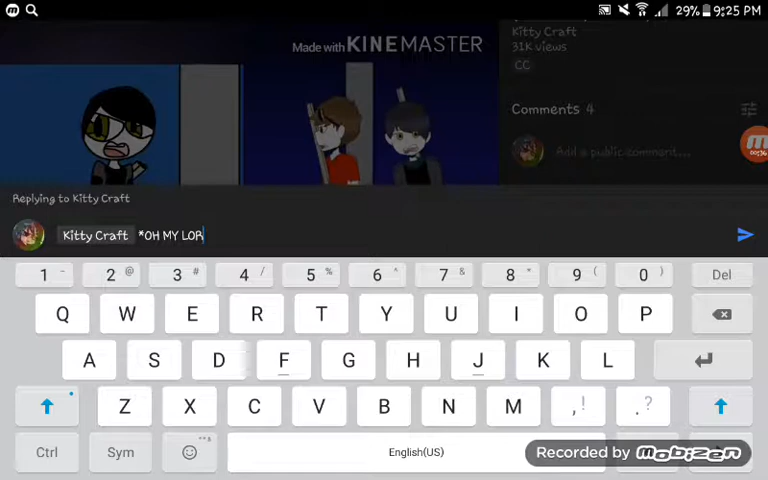 29% 9:25 PM
Made with KINEMASTER
Kitty Craft
31K views
CC
Comments 4
Add a public comment...
00:36
Replying to Kitty Craft
Kitty Craft *OH MY LOR
1 - 2 @ 3 # 4 / 5 % 6 ^ 7 & 8 * 9 ( 0 ) Del
Q W E R T Y U I O P
A S D F G H J K L
Z X C V B N M , ! . ?
Ctrl Sym English(US)
Recorded by mobizen